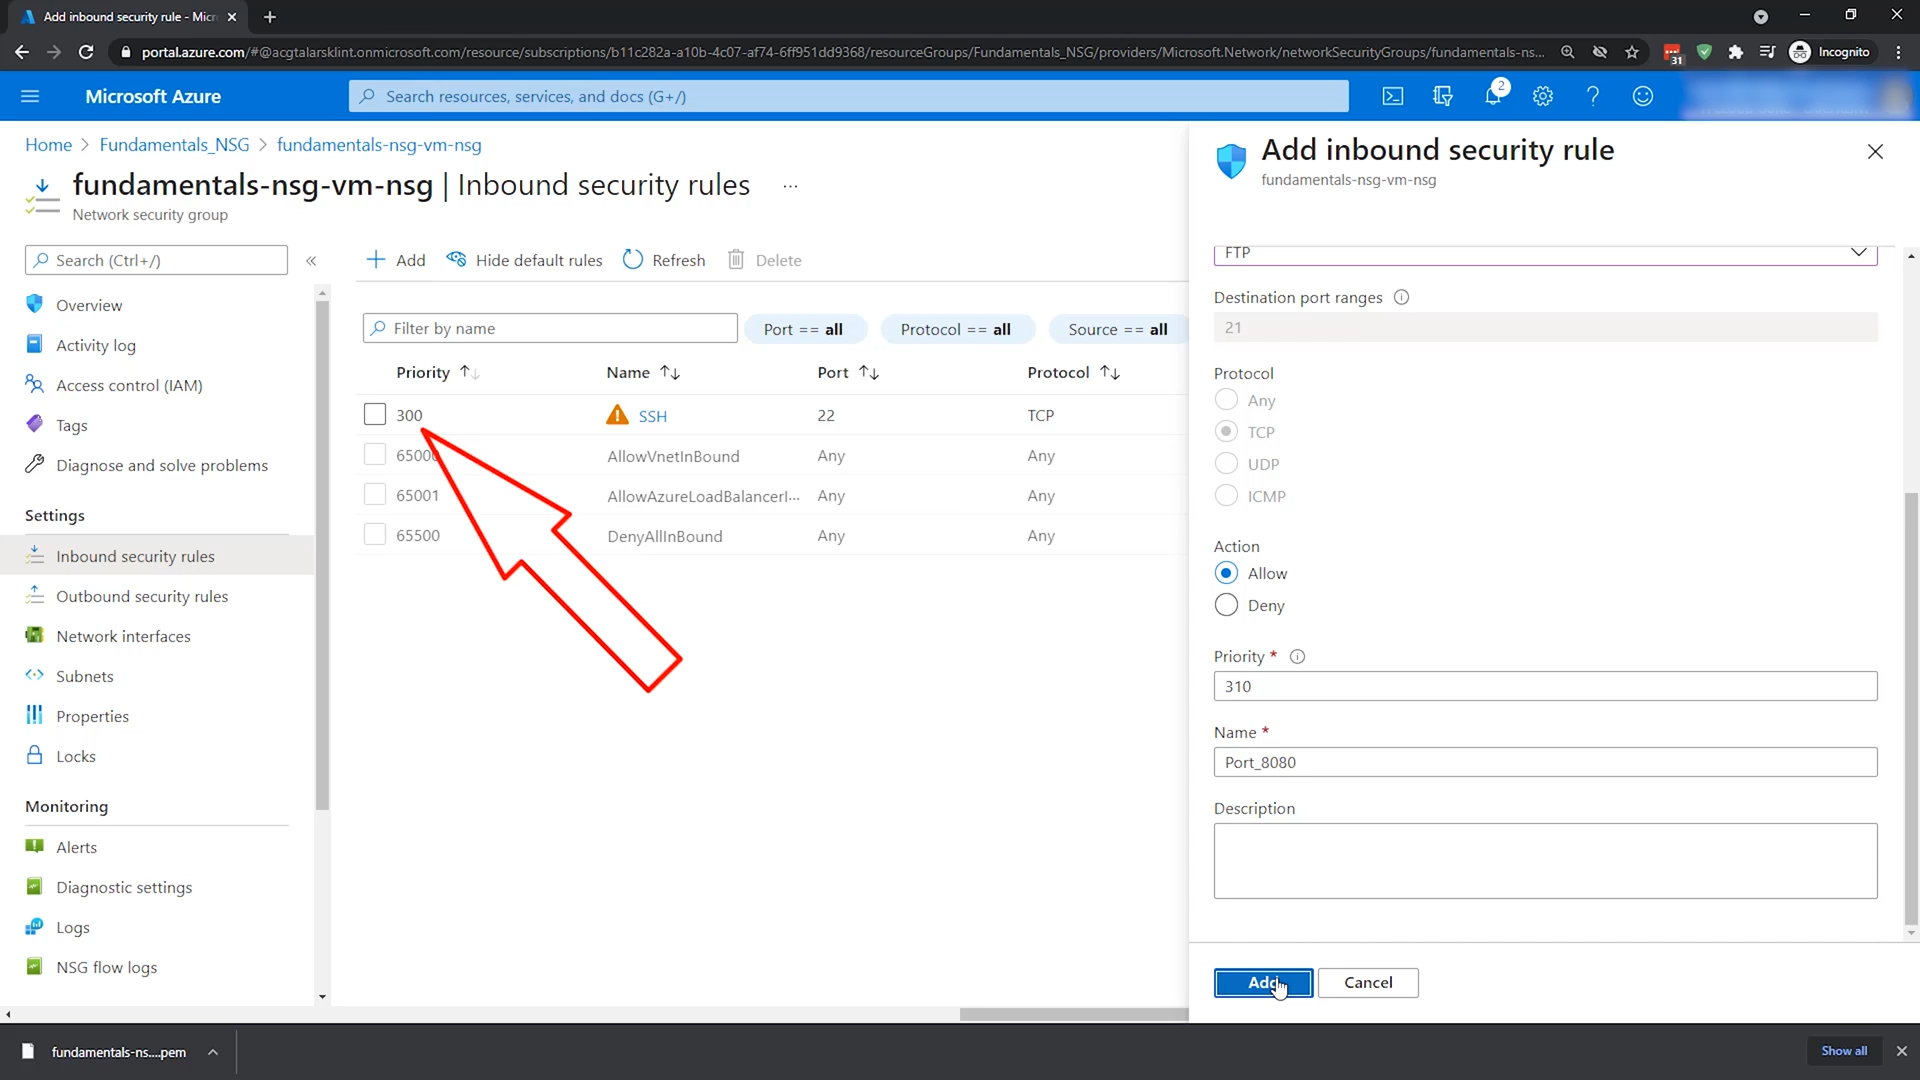 Add inbound security rule - Micr
portal.azure.com/#@acgtalarsklint.onmicrosoft.com/resource/subscriptions/b11c282a-a10b-4c07-af74-6ff951dd9368/resourceGroups/Fundamentals_NSG/providers/Microsoft.Network/networkSecurityGroups/fundamentals-ns...
31
Incognito
Microsoft Azure
Search resources, services, and docs (G+/)
2
Home > Fundamentals_NSG > fundamentals-nsg-vm-nsg
fundamentals-nsg-vm-nsg | Inbound security rules ...
Network security group
Search (Ctrl+/)
«
Overview
Activity log
Access control (IAM)
Tags
Diagnose and solve problems
Settings
Inbound security rules
Outbound security rules
Network interfaces
Subnets
Properties
Locks
Monitoring
Alerts
Diagnostic settings
Logs
NSG flow logs
Add Hide default rules Refresh Delete
Filter by name
Port == all Protocol == all Source == all
Priority Name Port Protocol
300 SSH 22 TCP
65000 AllowVnetInBound Any Any
65001 AllowAzureLoadBalancerI... Any Any
65500 DenyAllInBound Any Any
Add inbound security rule
fundamentals-nsg-vm-nsg
FTP
Destination port ranges
21
Protocol
Any
TCP
UDP
ICMP
Action
Allow
Deny
Priority *
310
Name *
Port_8080
Description
Add Cancel
fundamentals-ns....pem
Show all